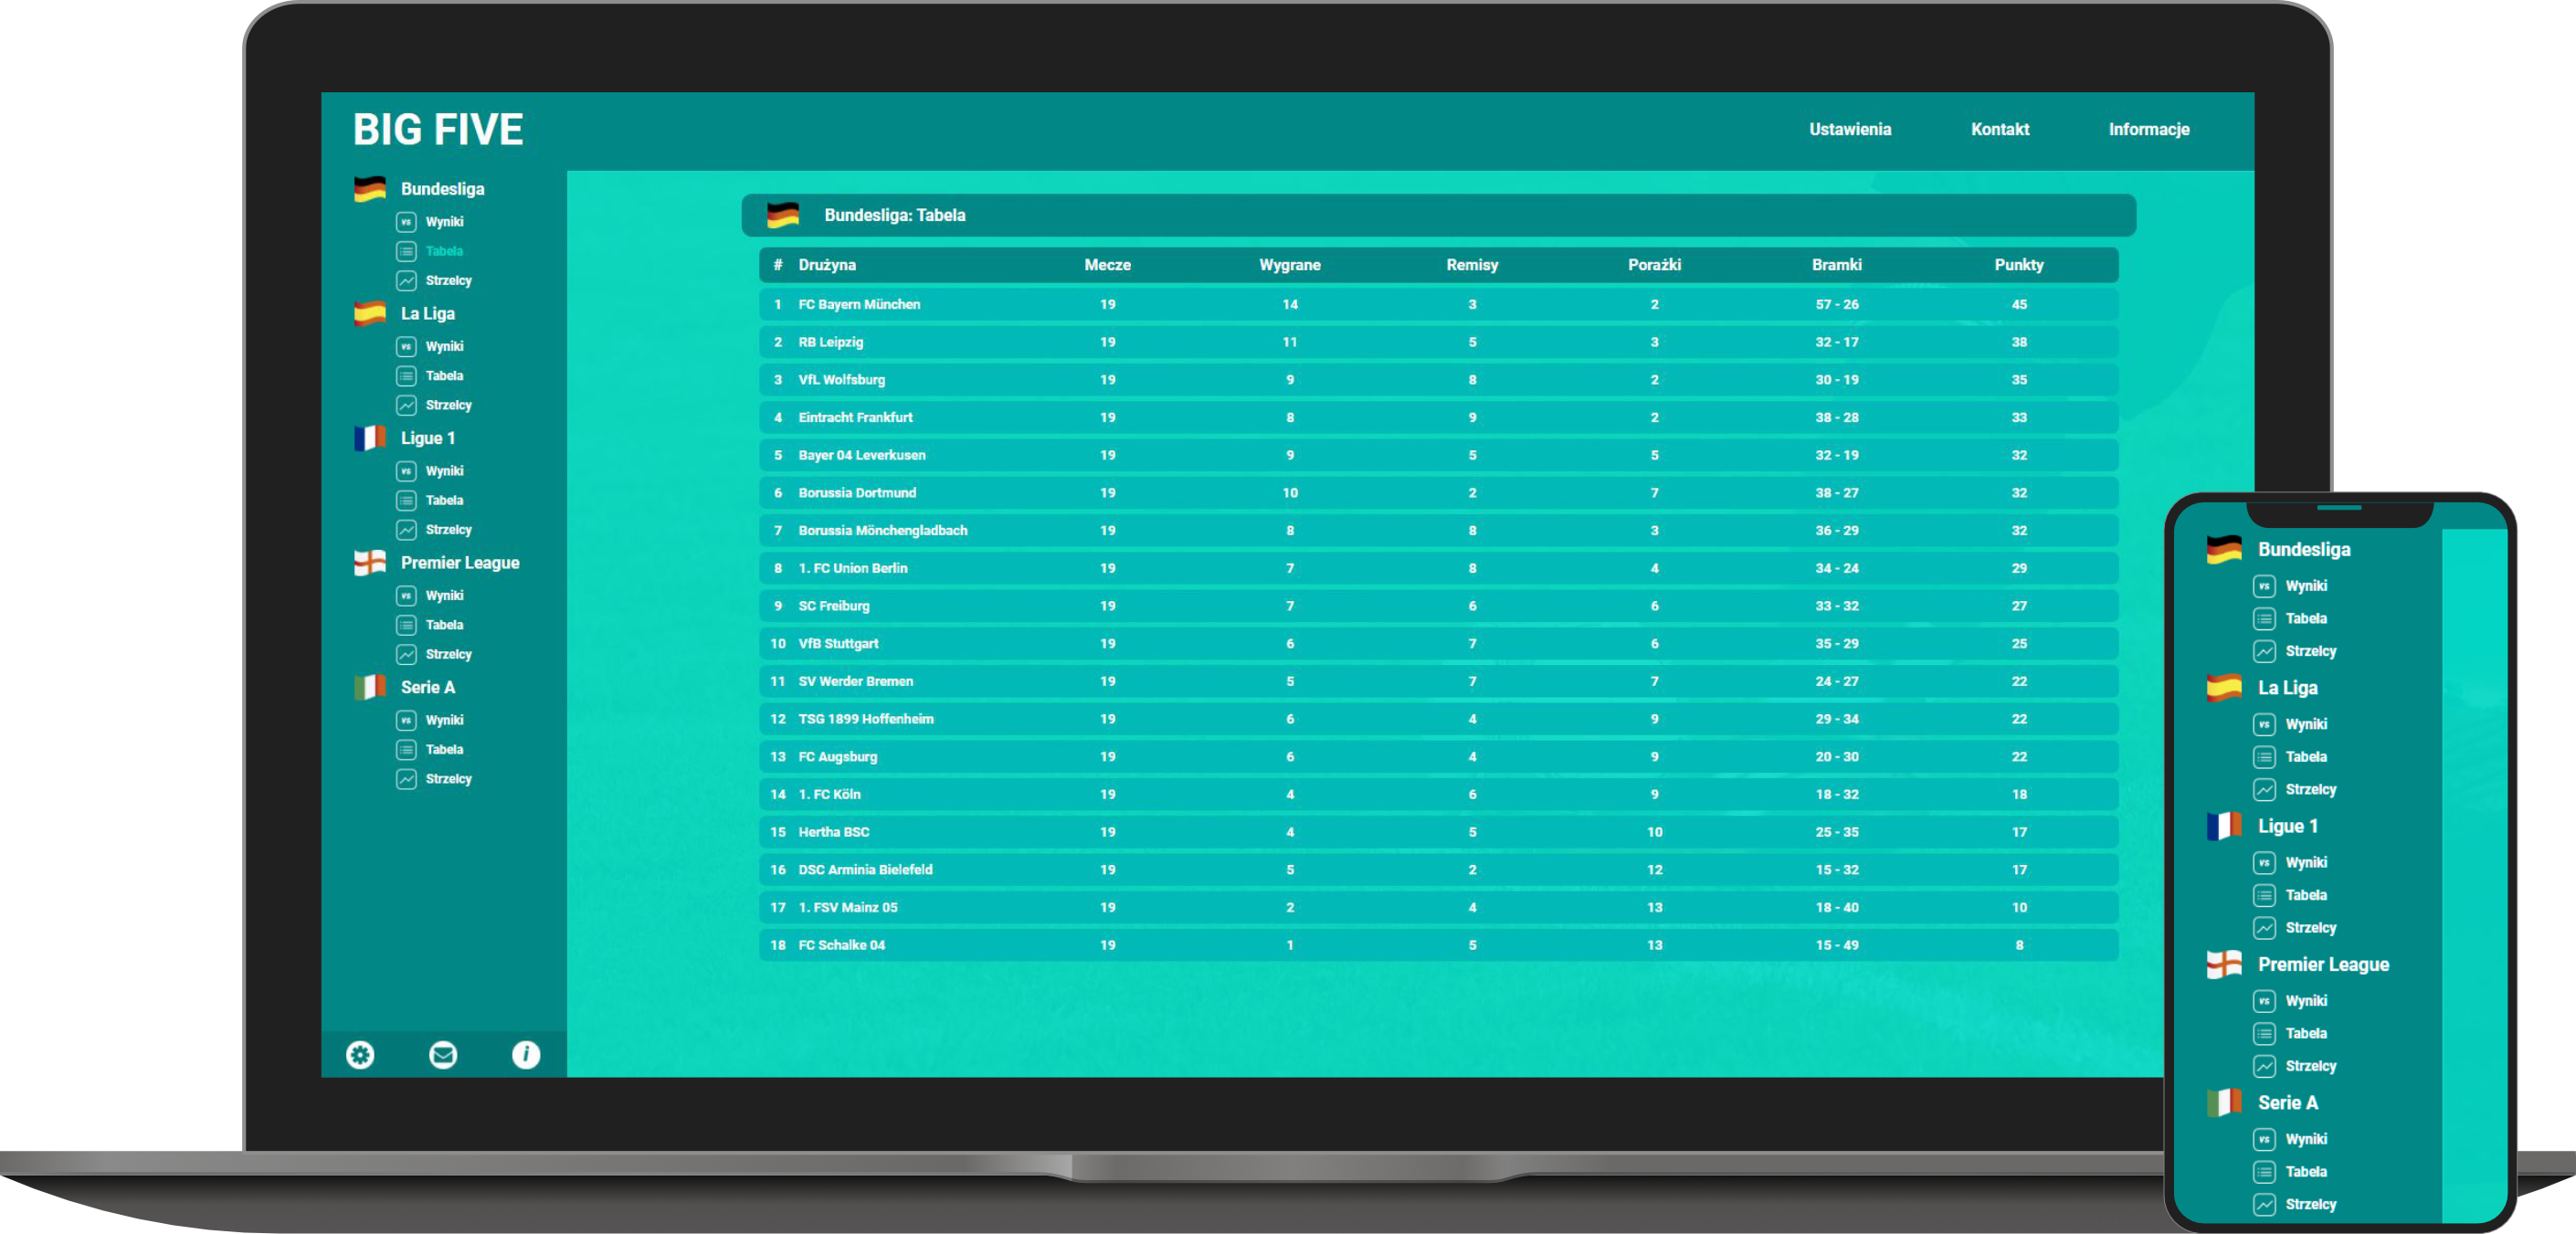 BIG FIVE
Ustawienia Kontakt Informacje
Bundesliga
vs Wyniki
Tabela
Strzelcy
La Liga
vs Wyniki
Tabela
Strzelcy
Ligue 1
vs Wyniki
Tabela
Strzelcy
Premier League
vs Wyniki
Tabela
Strzelcy
Serie A
vs Wyniki
Tabela
Strzelcy
i
Bundesliga: Tabela
# Drużyna Mecze Wygrane Remisy Porażki Bramki Punkty
1 FC Bayern München 19 14 3 2 57 - 26 45
2 RB Leipzig 19 11 5 3 32 - 17 38
3 VfL Wolfsburg 19 9 8 2 30 - 19 35
4 Eintracht Frankfurt 19 8 9 2 38 - 28 33
5 Bayer 04 Leverkusen 19 9 5 5 32 - 19 32
6 Borussia Dortmund 19 10 2 7 38 - 27 32
7 Borussia Mönchengladbach 19 8 8 3 36 - 29 32
8 1. FC Union Berlin 19 7 8 4 34 - 24 29
9 SC Freiburg 19 7 6 6 33 - 32 27
10 VfB Stuttgart 19 6 7 6 35 - 29 25
11 SV Werder Bremen 19 5 7 7 24 - 27 22
12 TSG 1899 Hoffenheim 19 6 4 9 29 - 34 22
13 FC Augsburg 19 6 4 9 20 - 30 22
14 1. FC Köln 19 4 6 9 18 - 32 18
15 Hertha BSC 19 4 5 10 25 - 35 17
16 DSC Arminia Bielefeld 19 5 2 12 15 - 32 17
17 1. FSV Mainz 05 19 2 4 13 18 - 40 10
18 FC Schalke 04 19 1 5 13 15 - 49 8
Bundesliga
vs Wyniki
Tabela
Strzelcy
La Liga
vs Wyniki
Tabela
Strzelcy
Ligue 1
vs Wyniki
Tabela
Strzelcy
Premier League
vs Wyniki
Tabela
Strzelcy
Serie A
vs Wyniki
Tabela
Strzelcy